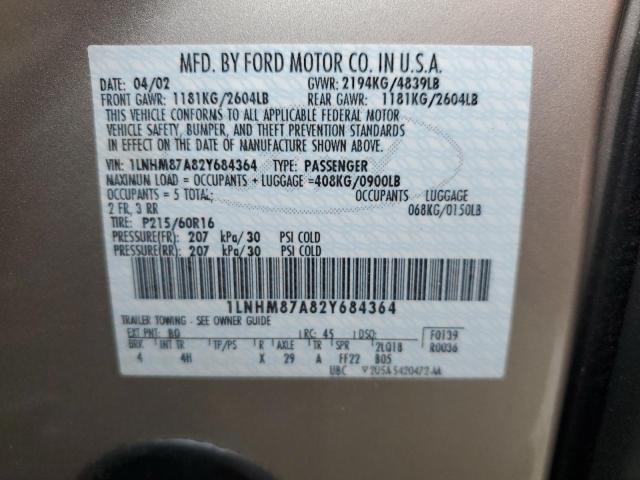 MFD. BY FORD MOTOR CO. IN U.S.A.
DATE: 04/02 GVWR: 2194KG/4839LB
FRONT GAWR: 1181KG/2604LB REAR GAWR: 1181KG/2604LB
THIS VEHICLE CONFORMS TO ALL APPLICABLE FEDERAL MOTOR
VEHICLE SAFETY, BUMPER, AND THEFT PREVENTION STANDARDS
IN EFFECT ON THE DATE OF MANUFACTURE SHOWN ABOVE.
VIN: 1LNHM87A82Y684364 TYPE: PASSENGER
MAXIMUM LOAD = OCCUPANTS + LUGGAGE =408KG/0900LB
OCCUPANTS = 5 TOTAL: OCCUPANTS LUGGAGE
2 FR, 3 RR 068KG/0150LB
TIRE: P215/60R16
PRESSURE(FR): 207 kPa/30 PSI COLD
PRESSURE(RR): 207 kPa/30 PSI COLD
1LNHM87A82Y684364
TRAILER TOWING - SEE OWNER GUIDE
EXT PNT: BQ RC: 45 DSO: F0139
BRK INT TR TP/PS R AXLE TR SPR 2LQ18 R0036
4 4H X 29 A FF22 B05
UBC 2U5A 5420472-AA